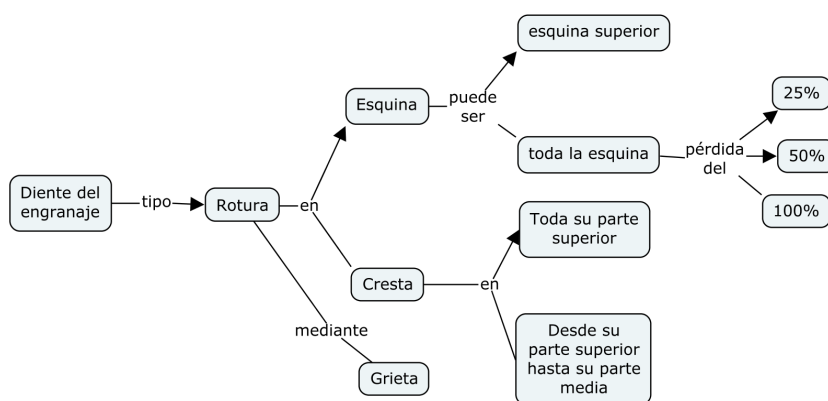 Diente del
engranaje
tipo
Rotura
en
Esquina
puede
ser
esquina superior
toda la esquina
pérdida
del
25%
50%
100%
Cresta
en
Toda su parte
superior
Desde su
parte superior
hasta su parte
media
mediante
Grieta